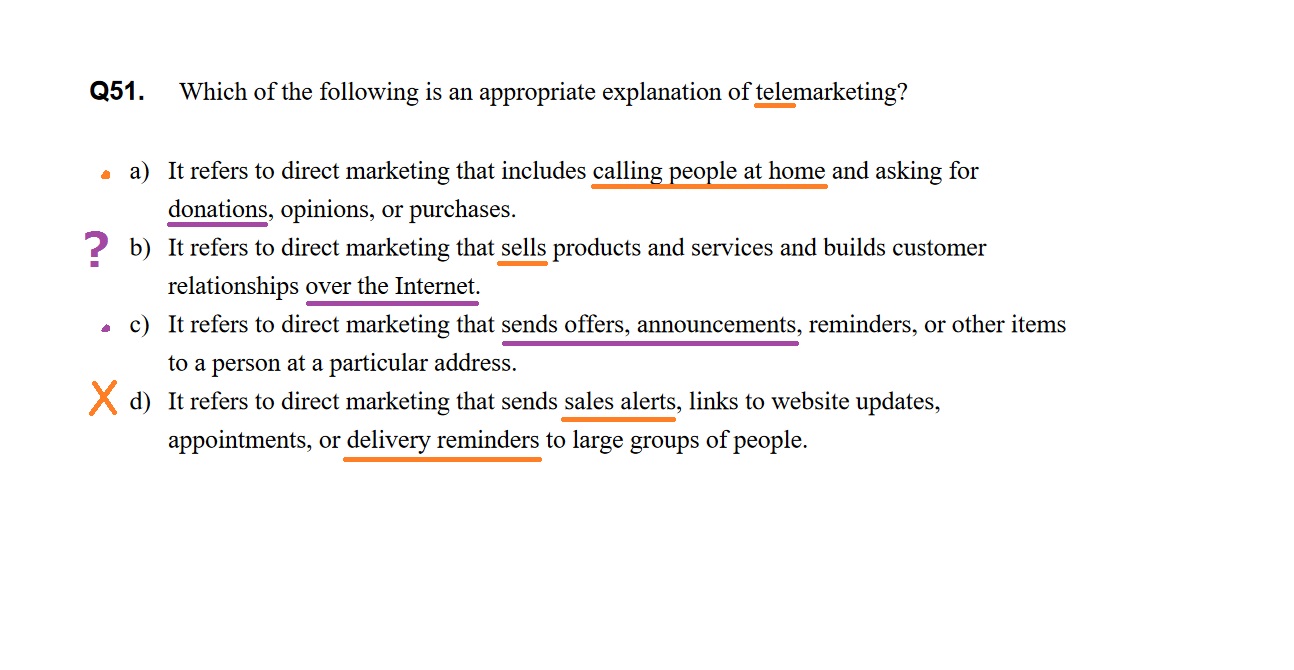 Q51. Which of the following is an appropriate explanation of telemarketing?
a) It refers to direct marketing that includes calling people at home and asking for
donations, opinions, or purchases.
? b) It refers to direct marketing that sells products and services and builds customer
relationships over the Internet.
c) It refers to direct marketing that sends offers, announcements, reminders, or other items
to a person at a particular address.
X d) It refers to direct marketing that sends sales alerts, links to website updates,
appointments, or delivery reminders to large groups of people.